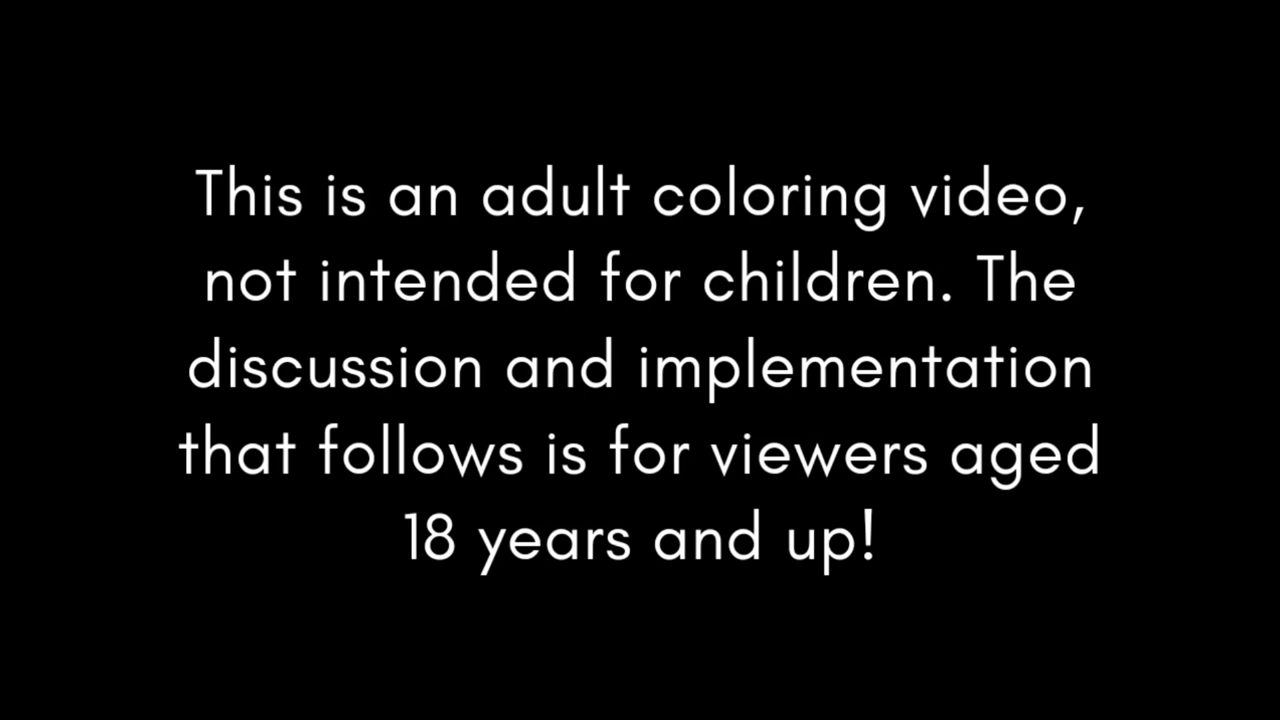 This is an adult coloring video,
not intended for children. The
discussion and implementation
that follows is for viewers aged
18 years and up!